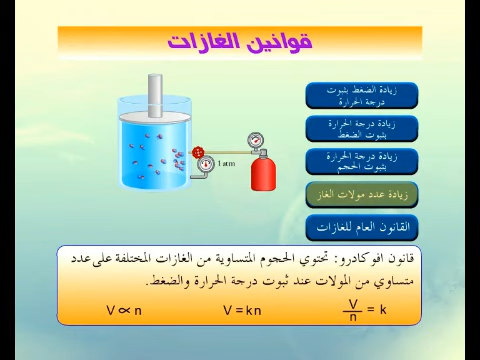 قوانين الغازات
زيادة الضغط بثبوت
درجة الحرارة
زيادة درجة الحرارة
بثبوت الضغط
زيادة درجة الحرارة
بثبوت الحجم
زيادة عدد مولات الغاز
القانون العام للغازات
1 atm
قانون افوكادرو: تحتوي الحجوم المتساوية من الغازات المختلفة على عدد
متساوي من المولات عند ثبوت درجة الحرارة والضغط.
V ∝ n V = kn V/n = k